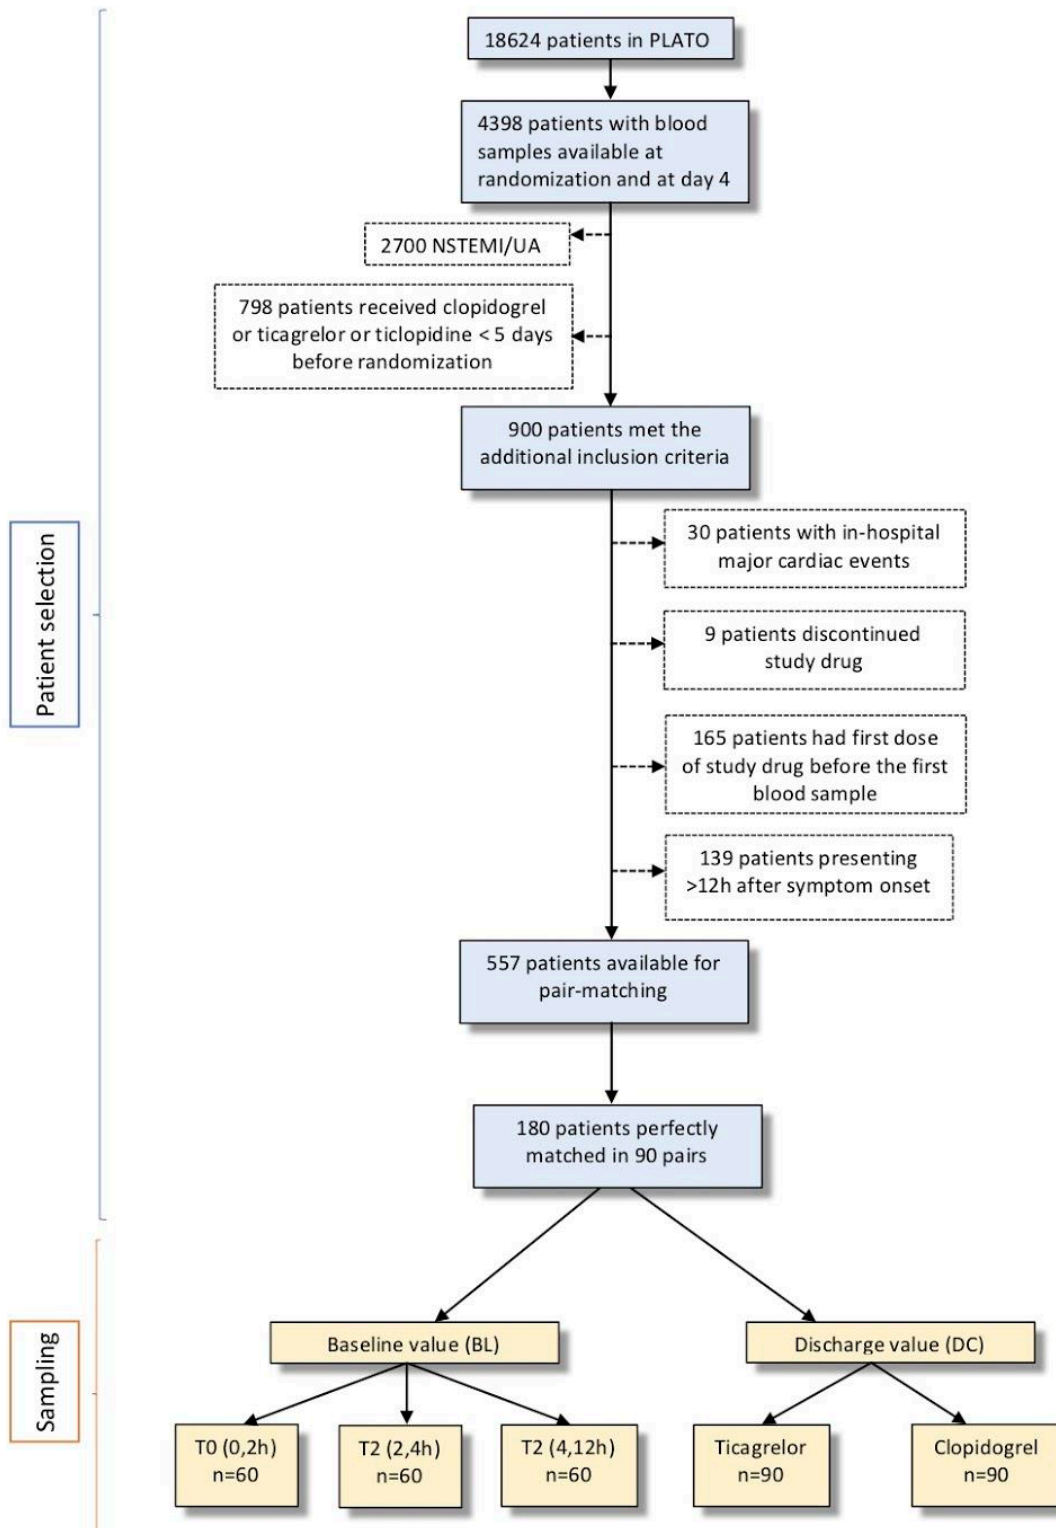 18624 patients in PLATO
4398 patients with blood
samples available at
randomization and at day 4
2700 NSTEMI/UA
798 patients received clopidogrel
or ticagrelor or ticlopidine < 5 days
before randomization
900 patients met the
additional inclusion criteria
30 patients with in-hospital
major cardiac events
9 patients discontinued
study drug
165 patients had first dose
of study drug before the first
blood sample
139 patients presenting
>12h after symptom onset
557 patients available for
pair-matching
180 patients perfectly
matched in 90 pairs
Patient selection
Sampling
Baseline value (BL)
Discharge value (DC)
T0 (0,2h)
n=60
T2 (2,4h)
n=60
T2 (4,12h)
n=60
Ticagrelor
n=90
Clopidogrel
n=90